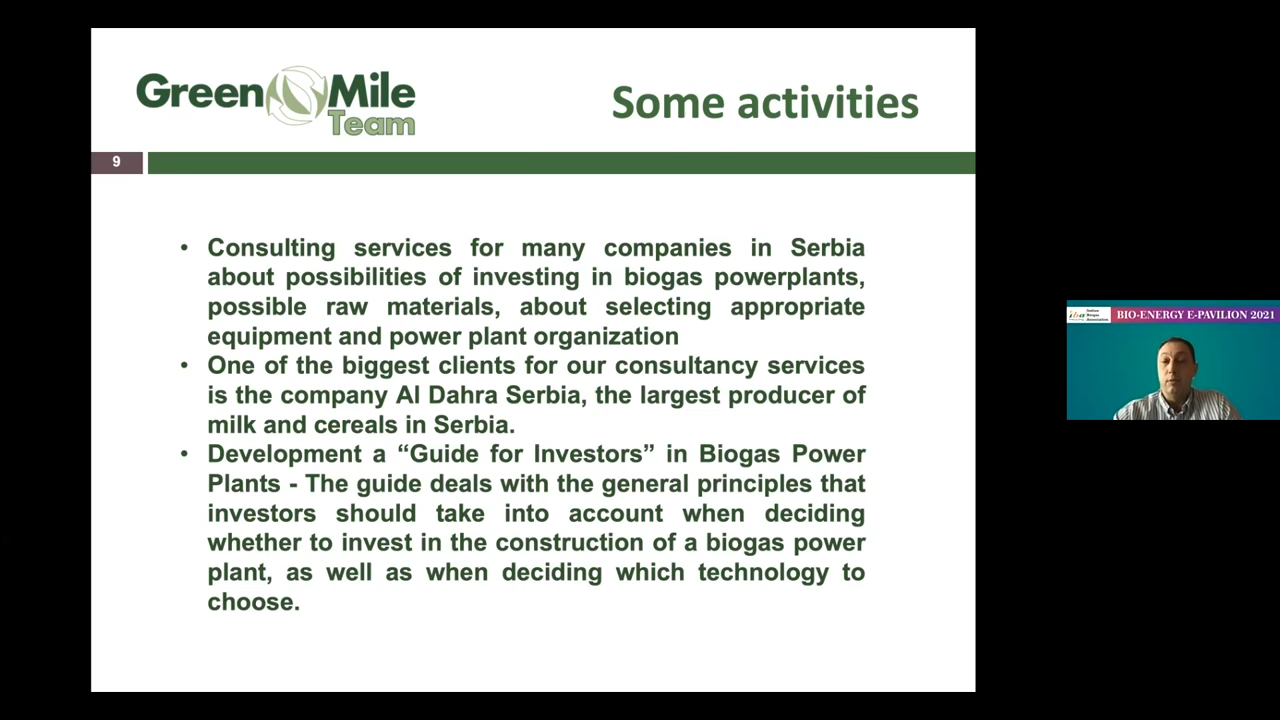 Green Mile
Team
Some activities
9
• Consulting services for many companies in Serbia
about possibilities of investing in biogas powerplants,
possible raw materials, about selecting appropriate
equipment and power plant organization
• One of the biggest clients for our consultancy services
is the company Al Dahra Serbia, the largest producer of
milk and cereals in Serbia.
• Development a “Guide for Investors” in Biogas Power
Plants - The guide deals with the general principles that
investors should take into account when deciding
whether to invest in the construction of a biogas power
plant, as well as when deciding which technology to
choose.
iba
Indian
Biogas
Association
BIO-ENERGY E-PAVILION 2021